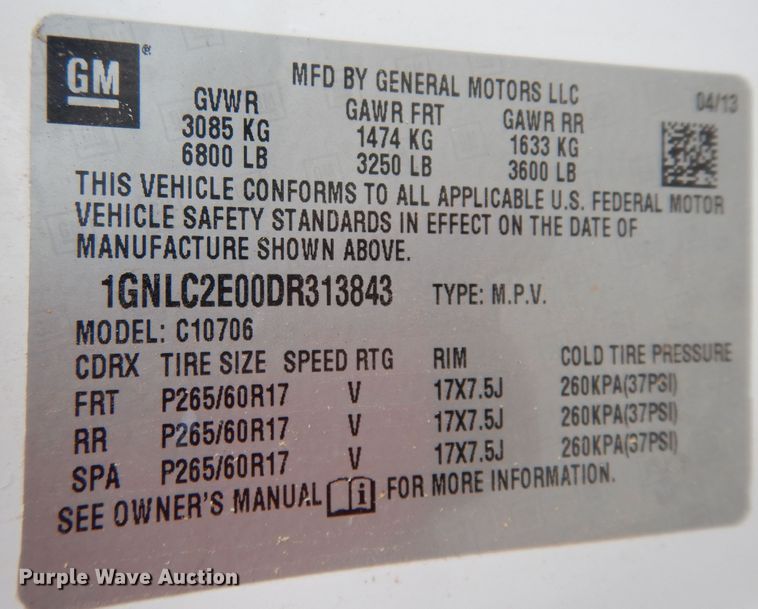 GM®
MFD BY GENERAL MOTORS LLC
04/13
GVWR GAWR FRT GAWR RR
3085 KG 1474 KG 1633 KG
6800 LB 3250 LB 3600 LB
THIS VEHICLE CONFORMS TO ALL APPLICABLE U.S. FEDERAL MOTOR
VEHICLE SAFETY STANDARDS IN EFFECT ON THE DATE OF
MANUFACTURE SHOWN ABOVE.
1GNLC2E00DR313843 TYPE: M.P.V.
MODEL: C10706
CDRX TIRE SIZE SPEED RTG RIM COLD TIRE PRESSURE
FRT P265/60R17 V 17X7.5J 260KPA(37PSI)
RR P265/60R17 V 17X7.5J 260KPA(37PSI)
SPA P265/60R17 V 17X7.5J 260KPA(37PSI)
SEE OWNER'S MANUAL i FOR MORE INFORMATION.
Purple Wave Auction